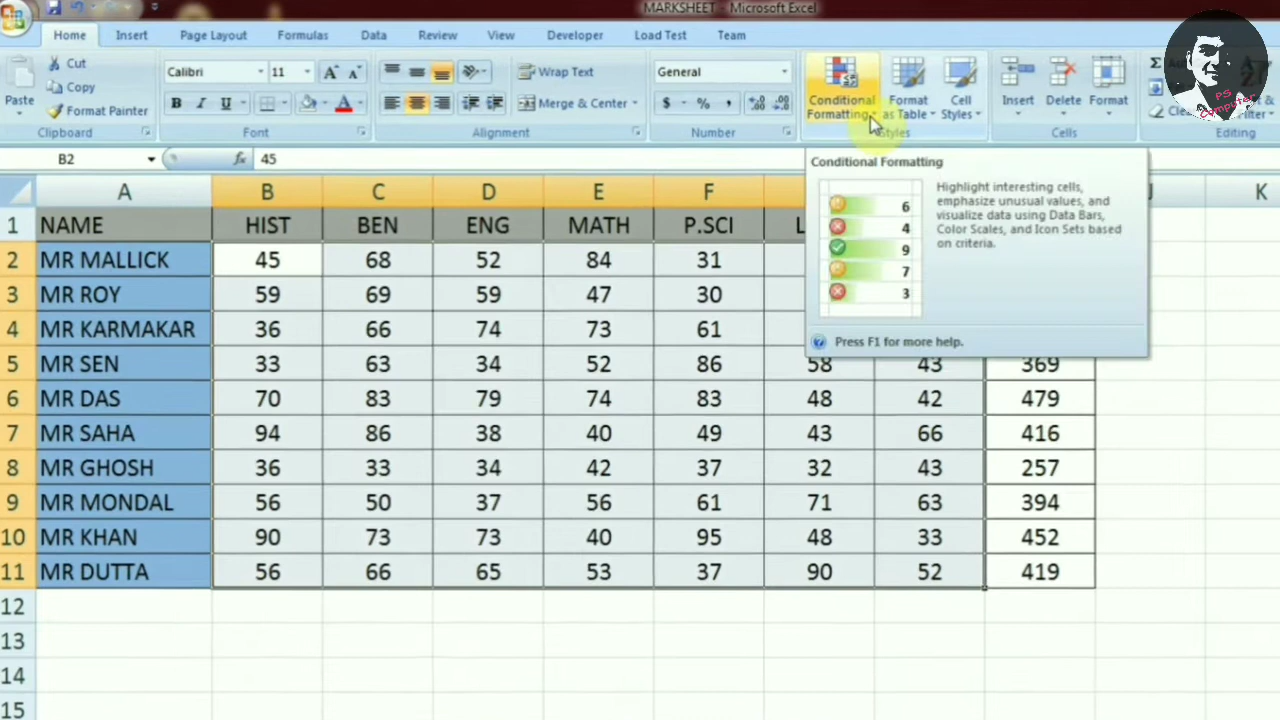 MARKSHEET - Microsoft Excel
Home Insert Page Layout Formulas Data Review View Developer Load Test Team
Paste
Cut
Copy
Format Painter
Calibri 11
B I U A
Wrap Text
Merge & Center
General
$ % ,
Conditional Formatting
Format as Table
Cell Styles
Insert Delete Format
Σ
Clipboard Font Alignment Number Styles Cells Editing
PS
Computer
B2 fx 45
Conditional Formatting
Highlight interesting cells,
emphasize unusual values, and
visualize data using Data Bars,
Color Scales, and Icon Sets based
on criteria.
6
4
9
7
3
Press F1 for more help.
A B C D E F J K
1 NAME HIST BEN ENG MATH P.SCI L
2 MR MALLICK 45 68 52 84 31
3 MR ROY 59 69 59 47 30
4 MR KARMAKAR 36 66 74 73 61
5 MR SEN 33 63 34 52 86 58 43 369
6 MR DAS 70 83 79 74 83 48 42 479
7 MR SAHA 94 86 38 40 49 43 66 416
8 MR GHOSH 36 33 34 42 37 32 43 257
9 MR MONDAL 56 50 37 56 61 71 63 394
10 MR KHAN 90 73 73 40 95 48 33 452
11 MR DUTTA 56 66 65 53 37 90 52 419
12
13
14
15